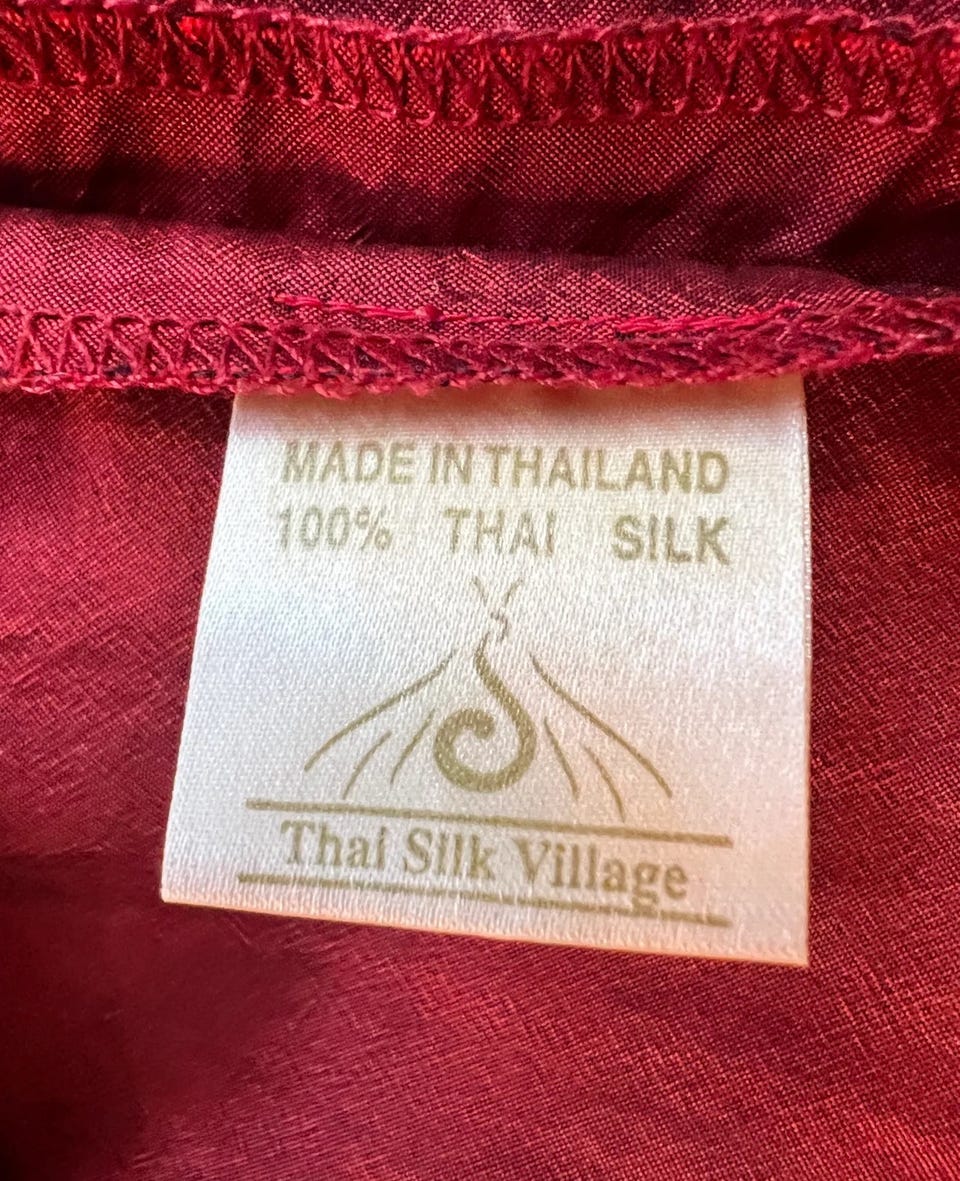 MADE IN THAILAND
100% THAI SILK
Thai Silk Village